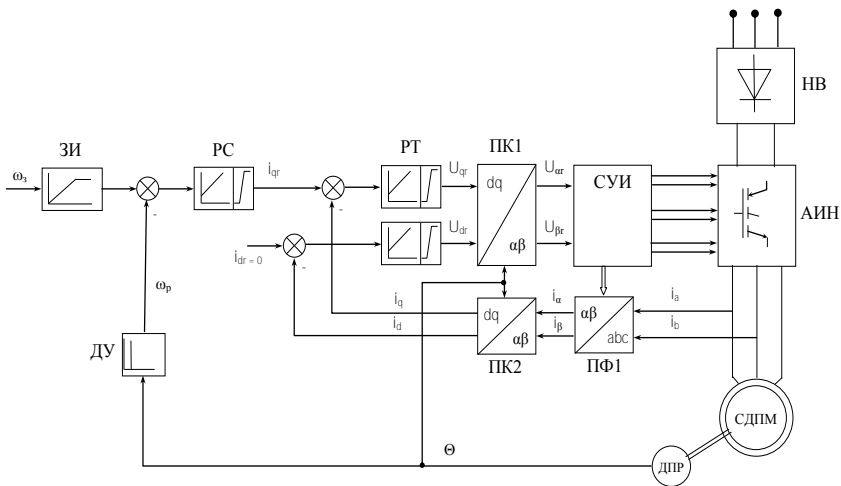 НВ
ЗИ
РС
РТ
ПК1
ω₃
-
i_qr
-
U_qr
dq
αβ
U_αr
СУИ
АИН
i_dr = 0
-
U_dr
U_βr
ω_р
i_q
i_d
dq
αβ
i_α
i_β
αβ
abc
i_a
i_b
ДУ
ПК2
ПФ1
СДПМ
Θ
ДПР